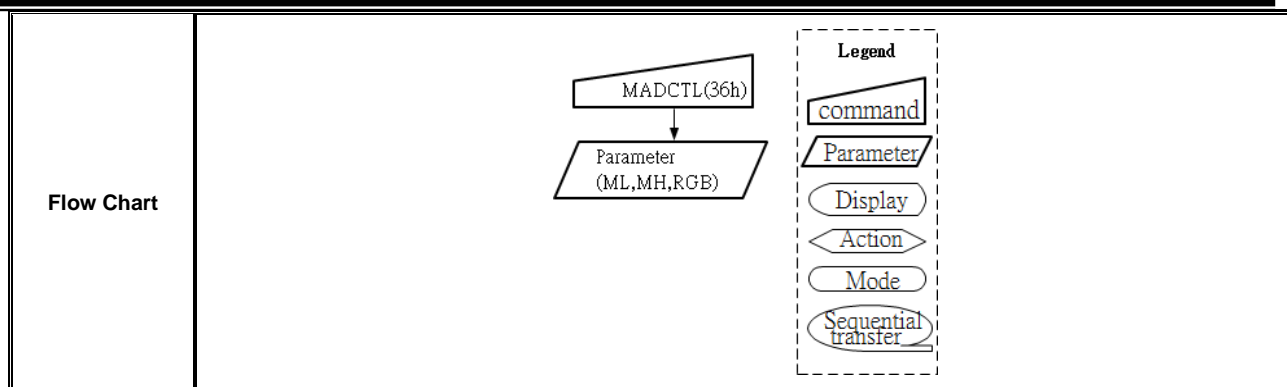 Flow Chart
MADCTL(36h)
Parameter
(ML,MH,RGB)
Legend
command
Parameter
Display
Action
Mode
Sequential
transfer